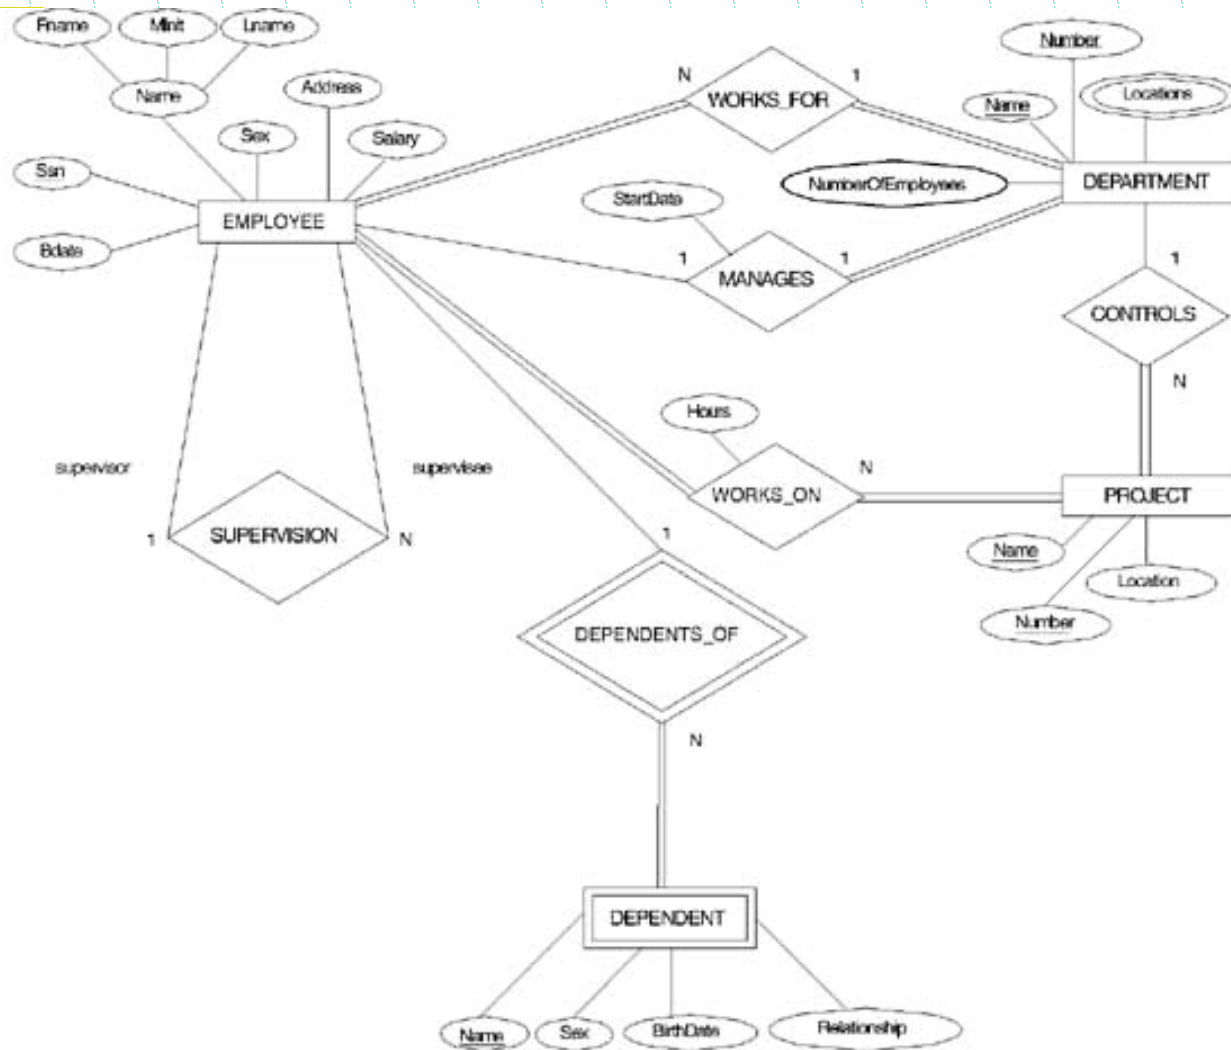 Fname
Minit
Lname
Number
Name
Address
Locations
N
1
WORKS_FOR
Name
Sex
Salary
Ssn
NumberOfEmployees
DEPARTMENT
StartDate
EMPLOYEE
Bdate
1
1
1
MANAGES
CONTROLS
N
Hours
supervisor
supervisee
N
WORKS_ON
PROJECT
1
SUPERVISION
N
1
Name
Location
Number
DEPENDENTS_OF
N
DEPENDENT
Name
Sex
BirthDate
Relationship